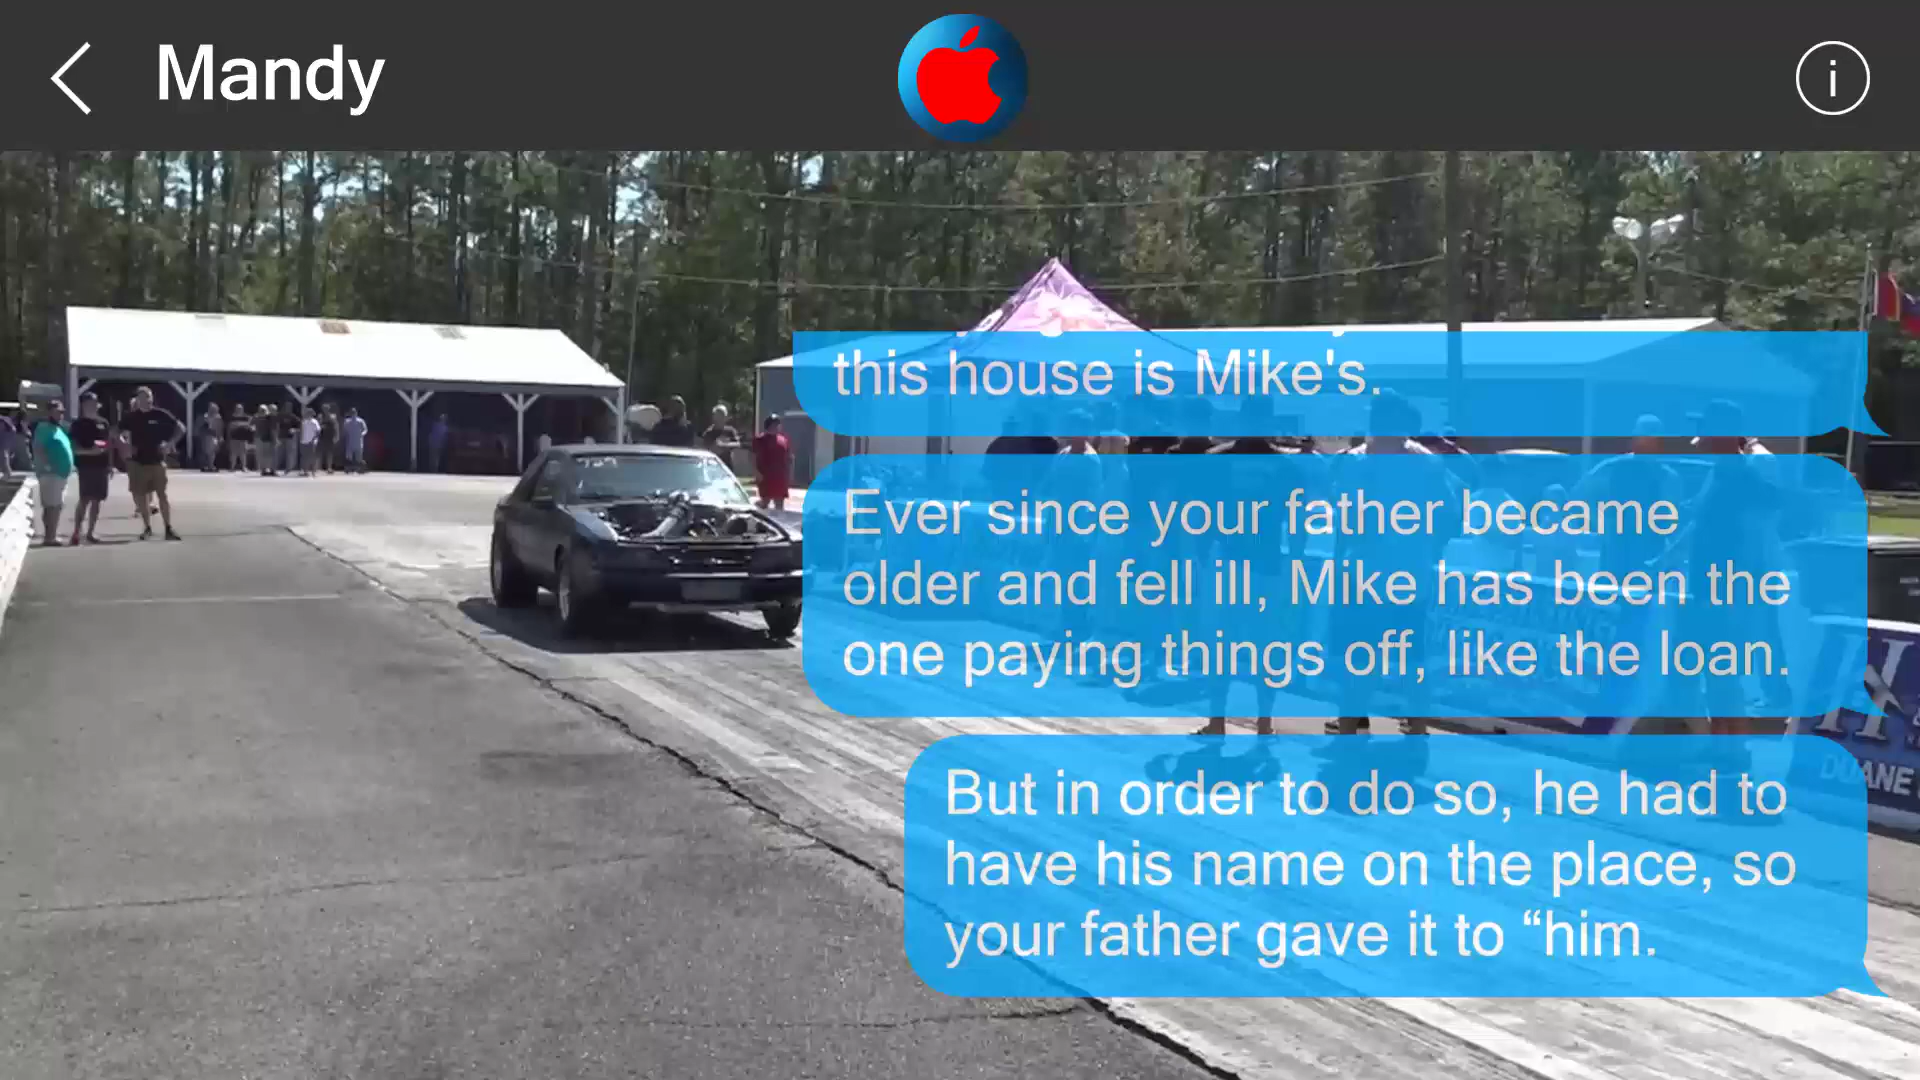 Mandy
this house is Mike's.
Ever since your father became
older and fell ill, Mike has been the
one paying things off, like the loan.
But in order to do so, he had to
have his name on the place, so
your father gave it to “him.
DUANE